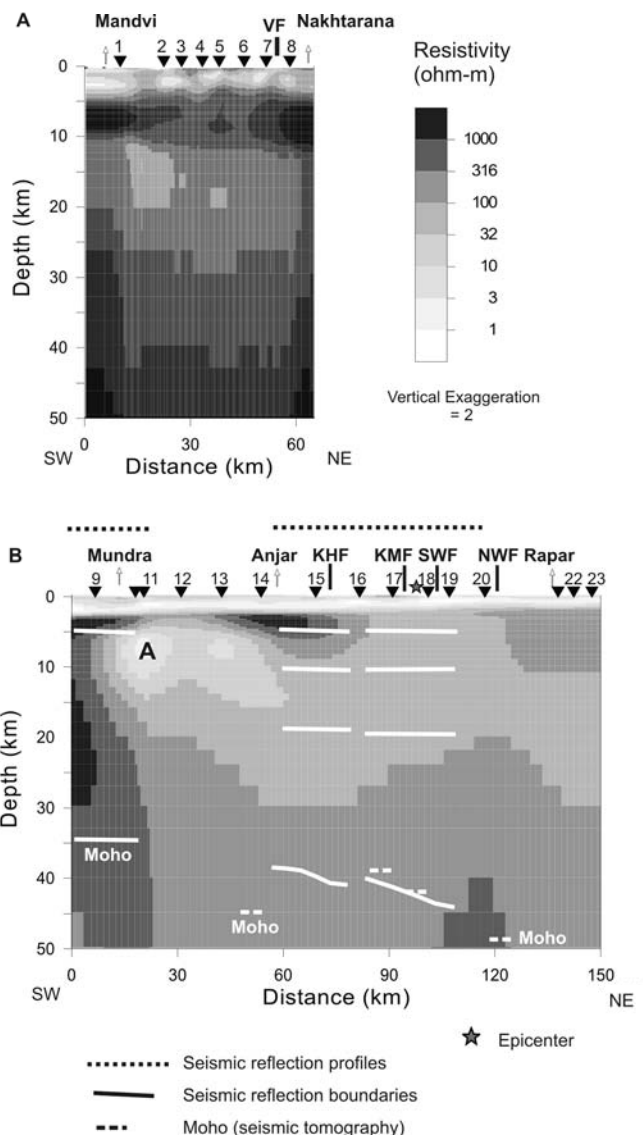 A
Mandvi VF Nakhtarana
1 2 3 4 5 6 7 8
0
10
20
30
40
50
Depth (km)
0 30 60
SW Distance (km) NE
Resistivity
(ohm-m)
1000
316
100
32
10
3
1
Vertical Exaggeration
= 2
B
Mundra Anjar KHF KMF SWF NWF Rapar
9 11 12 13 14 15 16 17 18 19 20 22 23
0
10
20
30
40
50
Depth (km)
A
Moho
Moho
Moho
0 30 60 90 120 150
SW Distance (km) NE
Epicenter
Seismic reflection profiles
Seismic reflection boundaries
Moho (seismic tomography)